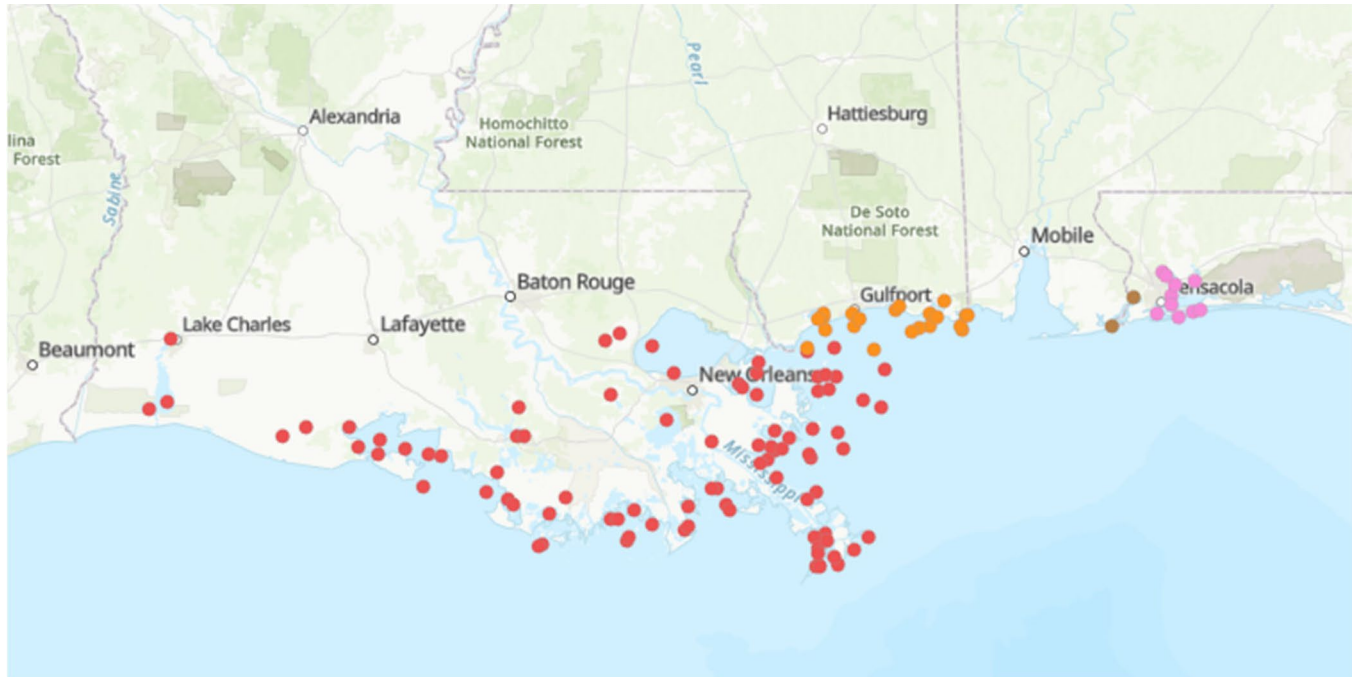 Pearl
Alexandria
Hattiesburg
Homochitto
National Forest
lina
Forest
Sabine
De Soto
National Forest
Mobile
Baton Rouge
Gulfport
ensacola
Lake Charles
Lafayette
Beaumont
New Orleans
Mississippi